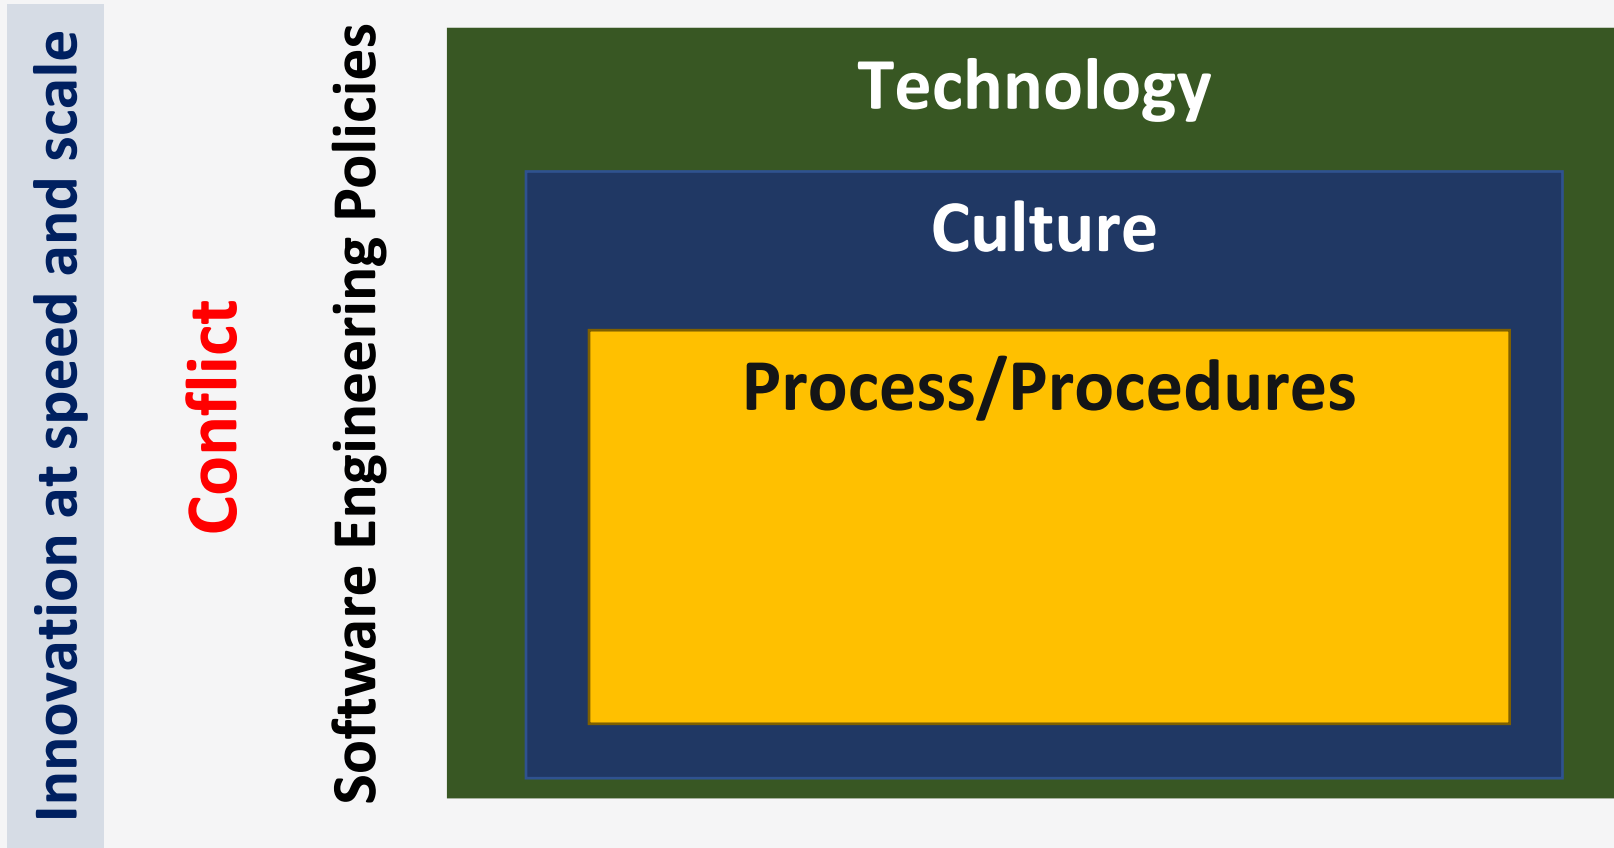 Innovation at speed and scale
Conflict
Software Engineering Policies
Technology
Culture
Process/Procedures